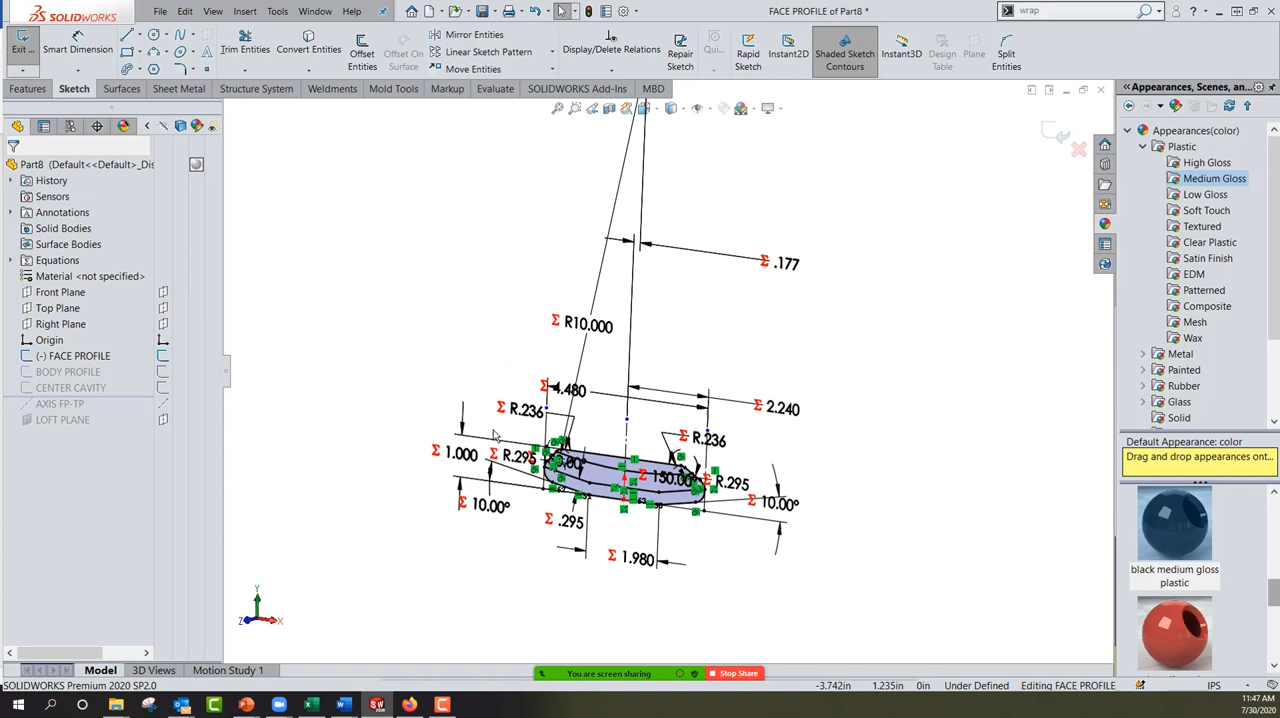 SOLIDWORKS
File Edit View Insert Tools Window Help
FACE PROFILE of Part8 *
wrap
Exit ...
Smart Dimension
Trim Entities
Convert Entities
Offset Entities
Offset On Surface
Mirror Entities
Linear Sketch Pattern
Move Entities
Display/Delete Relations
Repair Sketch
Qui...
Rapid Sketch
Instant2D
Shaded Sketch Contours
Instant3D
Design Table
Plane
Split Entities
Features Sketch Surfaces Sheet Metal Structure System Weldments Mold Tools Markup Evaluate SOLIDWORKS Add-Ins MBD
Part8 (Default<<Default>_Dis
History
Sensors
Annotations
Solid Bodies
Surface Bodies
Equations
Material <not specified>
Front Plane
Top Plane
Right Plane
Origin
(-) FACE PROFILE
BODY PROFILE
CENTER CAVITY
AXIS FP-TP
LOFT PLANE
Σ .177
Σ R10.000
Σ 4.480
Σ 2.240
Σ R.236
Σ R.236
Σ 1.000
Σ R.295
Σ 150.00°
Σ R.295
Σ 10.00°
Σ 10.00°
Σ .295
Σ 1.980
Y
Z
X
Appearances, Scenes, an...
Appearances(color)
Plastic
High Gloss
Medium Gloss
Low Gloss
Soft Touch
Textured
Clear Plastic
Satin Finish
EDM
Patterned
Composite
Mesh
Wax
Metal
Painted
Rubber
Glass
Solid
Default Appearance: color
Drag and drop appearances ont...
black medium gloss plastic
Model 3D Views Motion Study 1
You are screen sharing
Stop Share
SOLIDWORKS Premium 2020 SP2.0
-3.742in 1.235in 0in Under Defined Editing FACE PROFILE
IPS
11:47 AM
7/30/2020